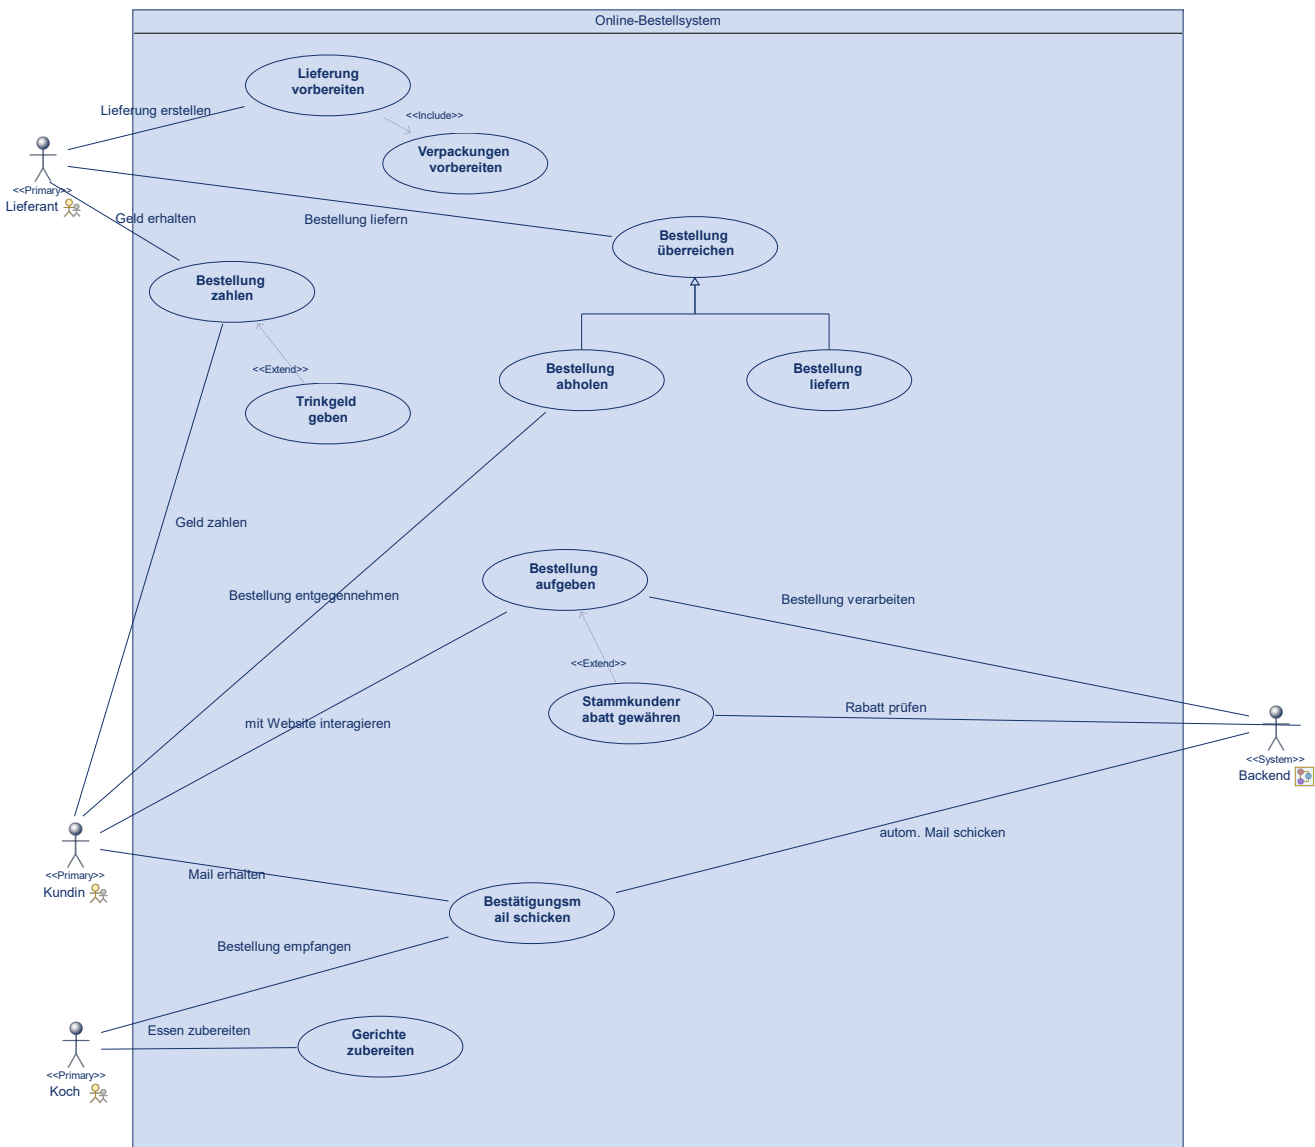 Online-Bestellsystem
Lieferung
vorbereiten
Lieferung erstellen
<<Include>>
Verpackungen
vorbereiten
<<Primary>>
Lieferant
Geld erhalten
Bestellung liefern
Bestellung
überreichen
Bestellung
zahlen
<<Extend>>
Trinkgeld
geben
Bestellung
abholen
Bestellung
liefern
Geld zahlen
Bestellung
aufgeben
Bestellung entgegennehmen
Bestellung verarbeiten
<<Extend>>
Stammkundenr
abatt gewähren
Rabatt prüfen
mit Website interagieren
<<System>>
Backend
autom. Mail schicken
<<Primary>>
Kundin
Mail erhalten
Bestätigungsm
ail schicken
Bestellung empfangen
Essen zubereiten
Gerichte
zubereiten
<<Primary>>
Koch